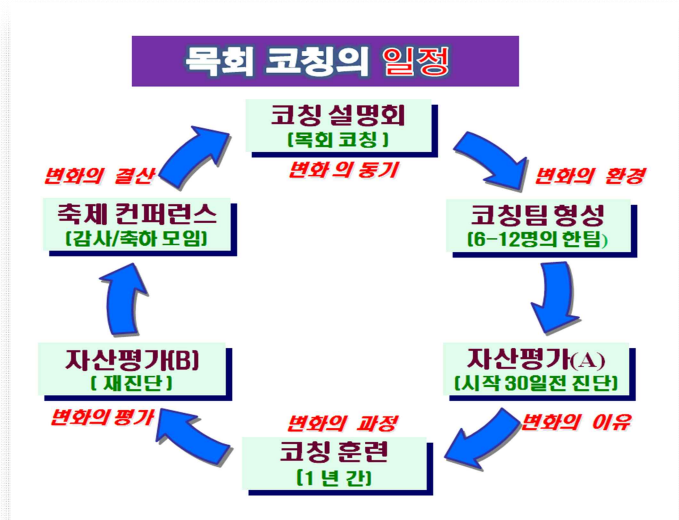 목회 코칭의 일정
코칭 설명회
(목회 코칭 )
변화 의 동기
변화의 환경
코칭팀 형성
(6-12명의 한팀)
자산평가(A)
(시작 30일전 진단)
변화의 이유
변화의 과정
코칭 훈련
(1 년 간)
자산평가(B)
( 재진단 )
변화의 평가
변화의 결산
축제 컨퍼런스
(감사/축하 모임)